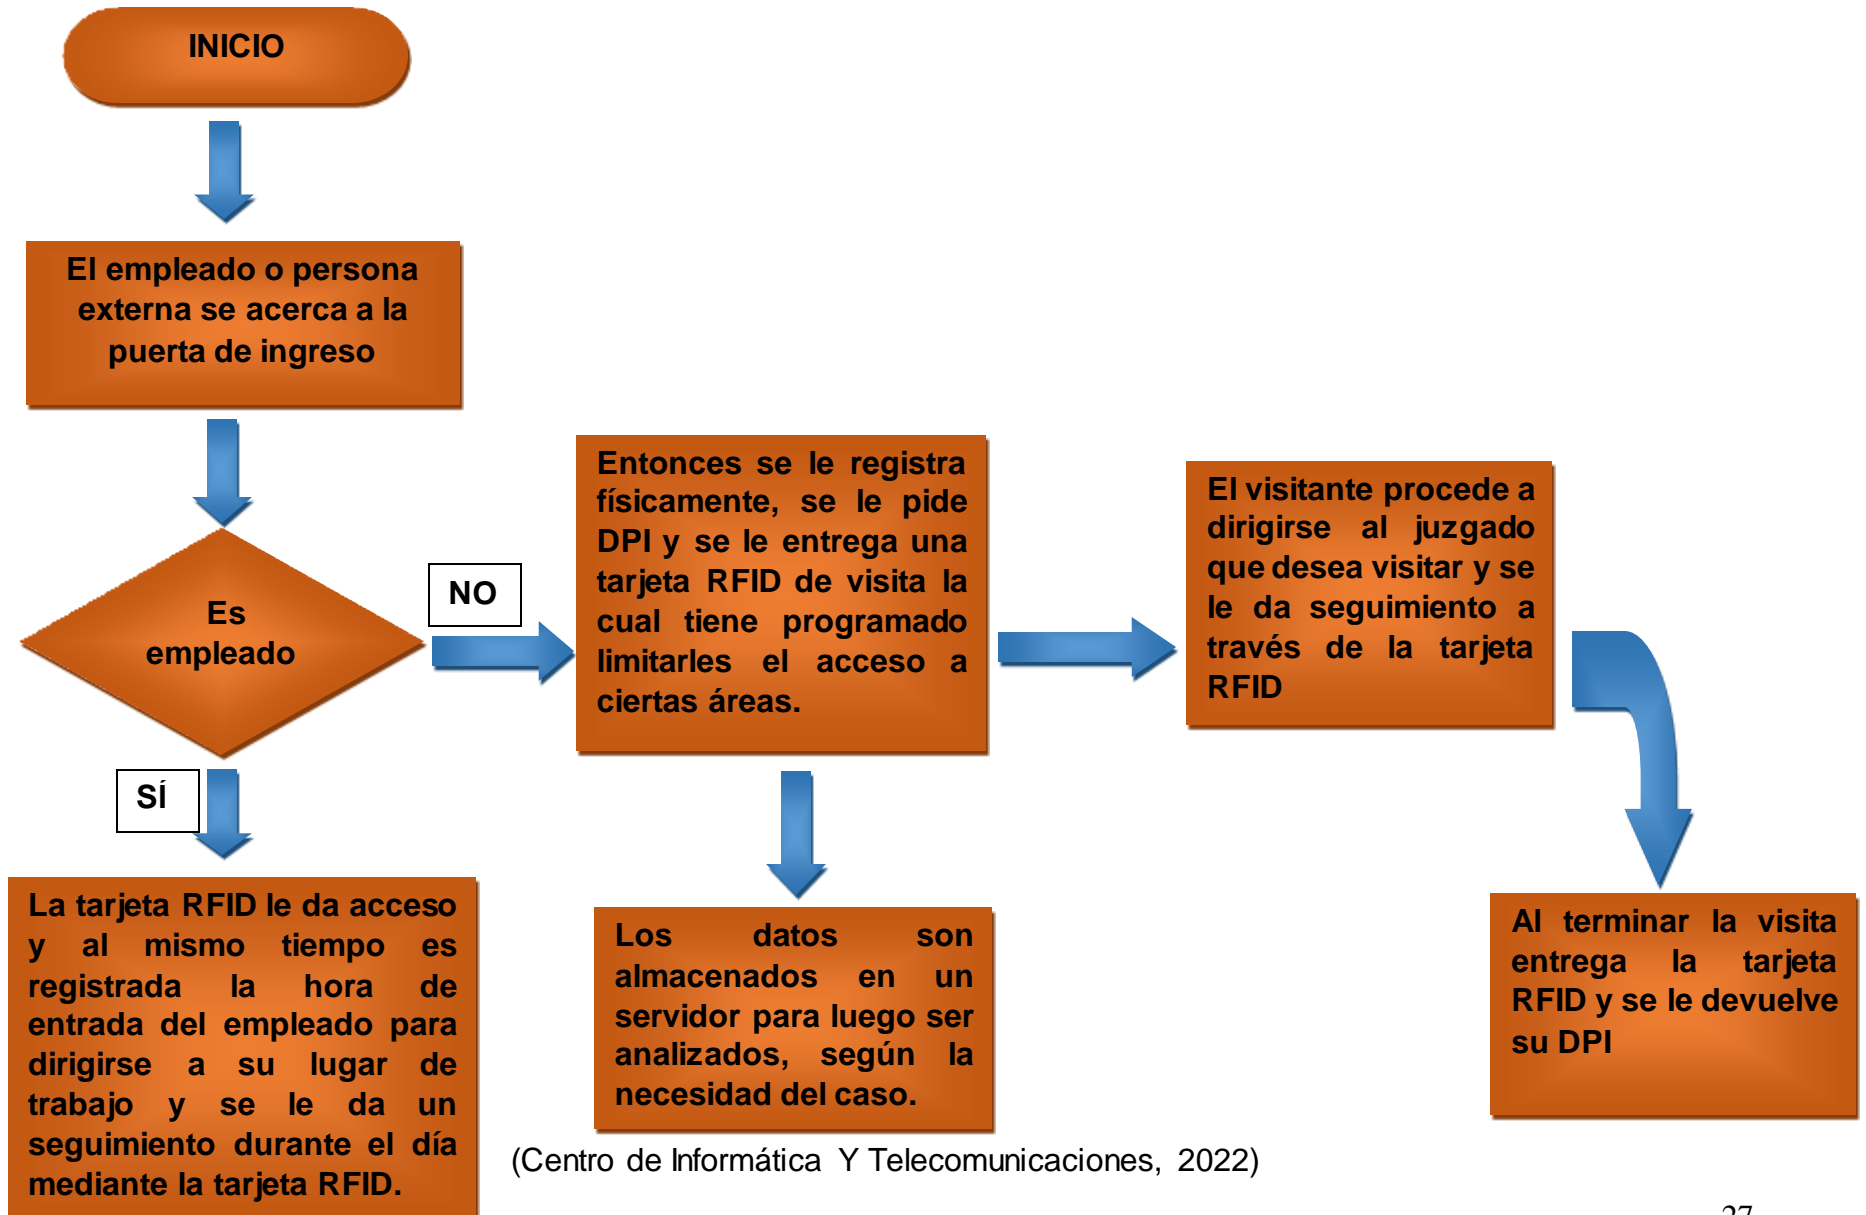 INICIO
El empleado o persona
externa se acerca a la
puerta de ingreso
Es
empleado
NO
SÍ
Entonces se le registra
físicamente, se le pide
DPI y se le entrega una
tarjeta RFID de visita la
cual tiene programado
limitarles el acceso a
ciertas áreas.
El visitante procede a
dirigirse al juzgado
que desea visitar y se
le da seguimiento a
través de la tarjeta
RFID
La tarjeta RFID le da acceso
y al mismo tiempo es
registrada la hora de
entrada del empleado para
dirigirse a su lugar de
trabajo y se le da un
seguimiento durante el día
mediante la tarjeta RFID.
Los datos son
almacenados en un
servidor para luego ser
analizados, según la
necesidad del caso.
Al terminar la visita
entrega la tarjeta
RFID y se le devuelve
su DPI
(Centro de Informática Y Telecomunicaciones, 2022)
27